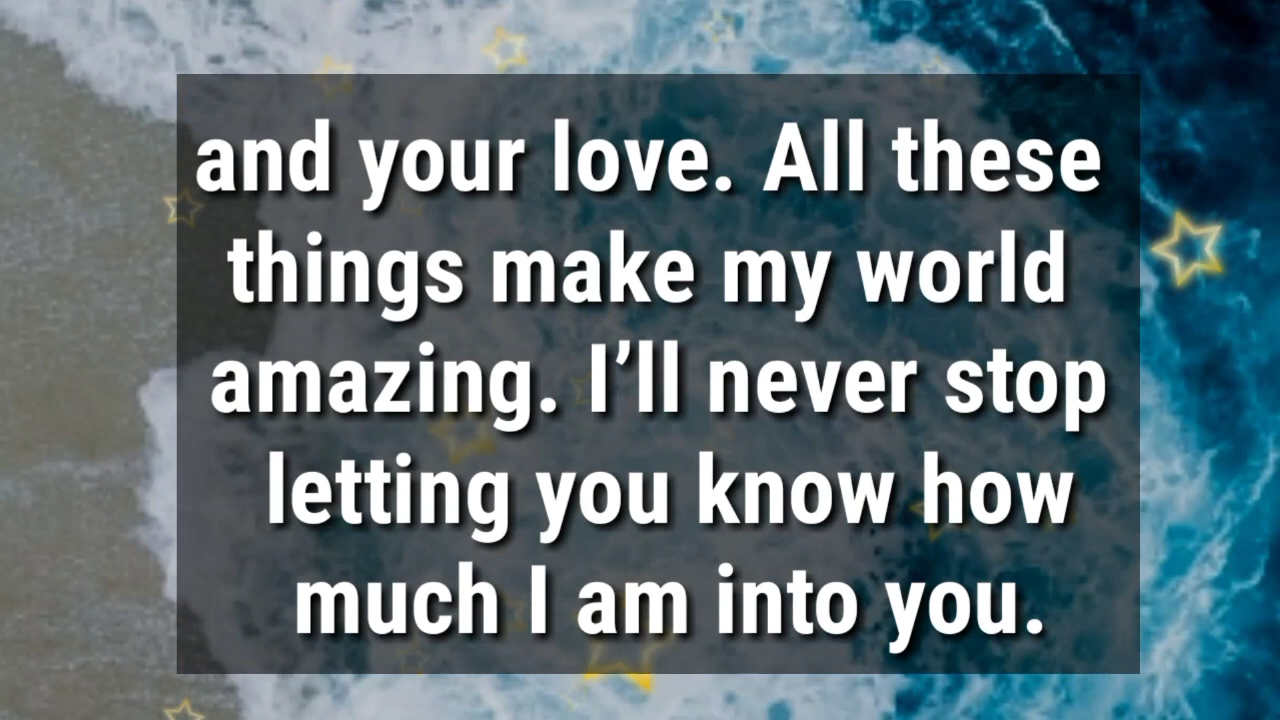 and your love. All these
things make my world
amazing. I’ll never stop
letting you know how
much I am into you.